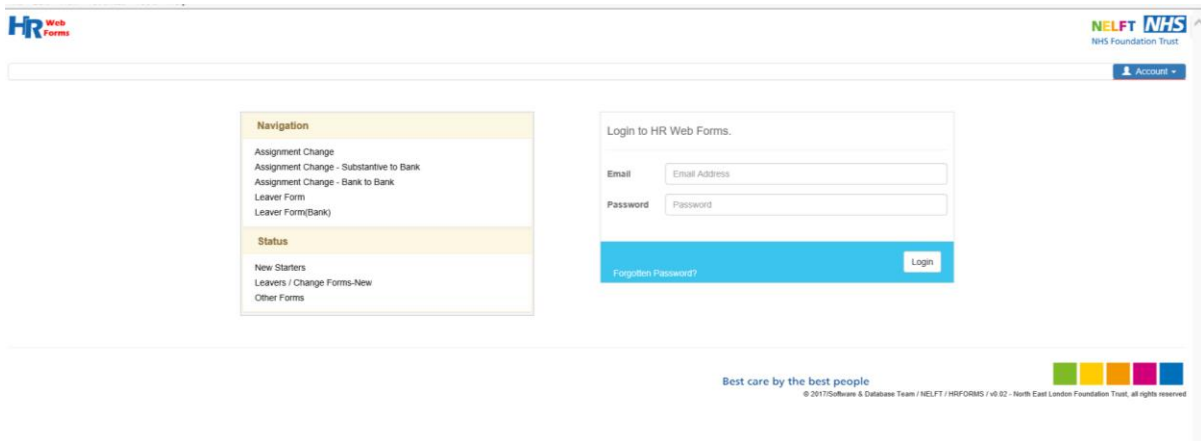 HR Web Forms
NELFT NHS
NHS Foundation Trust
Account
Navigation
Assignment Change
Assignment Change - Substantive to Bank
Assignment Change - Bank to Bank
Leaver Form
Leaver Form(Bank)
Status
New Starters
Leavers / Change Forms-New
Other Forms
Login to HR Web Forms.
Email Email Address
Password Password
Forgotten Password? Login
Best care by the best people
© 2017/Software & Database Team / NELFT / HRFORMS / v0.02 - North East London Foundation Trust, all rights reserved